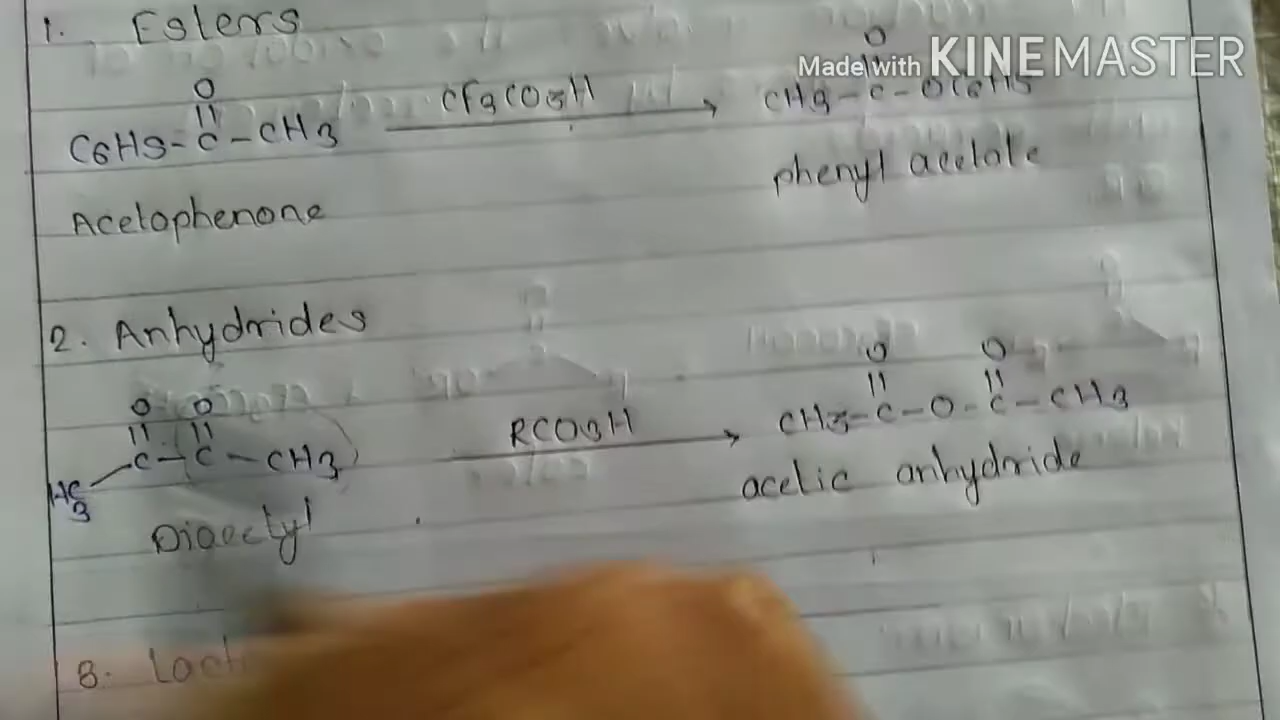 1. Esters
O
O
Made with KINEMASTER
C6H5-C-CH3 CF3CO3H CH3-C-OC6H5
Acetophenone phenyl acetate
2. Anhydrides
O O O O
H3C-C-C-CH3 RCO3H CH3-C-O-C-CH3
Diacetyl acetic anhydride
3.